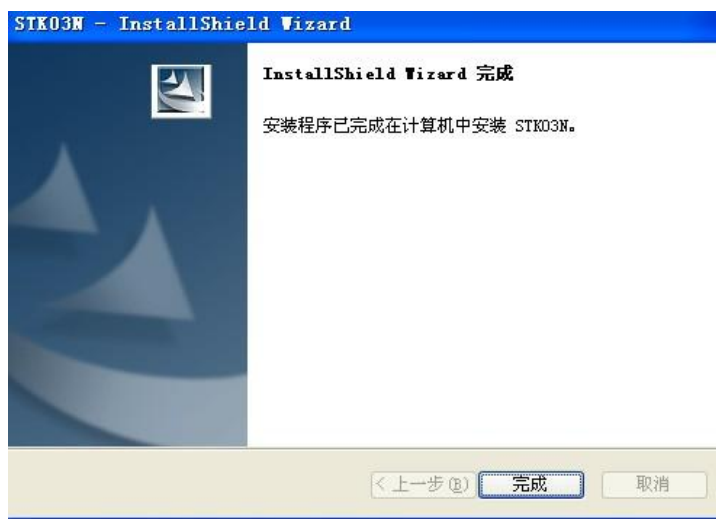 STK03N - InstallShield Wizard
InstallShield Wizard 完成
安装程序已完成在计算机中安装 STK03N。
< 上一步(B)
完成
取消